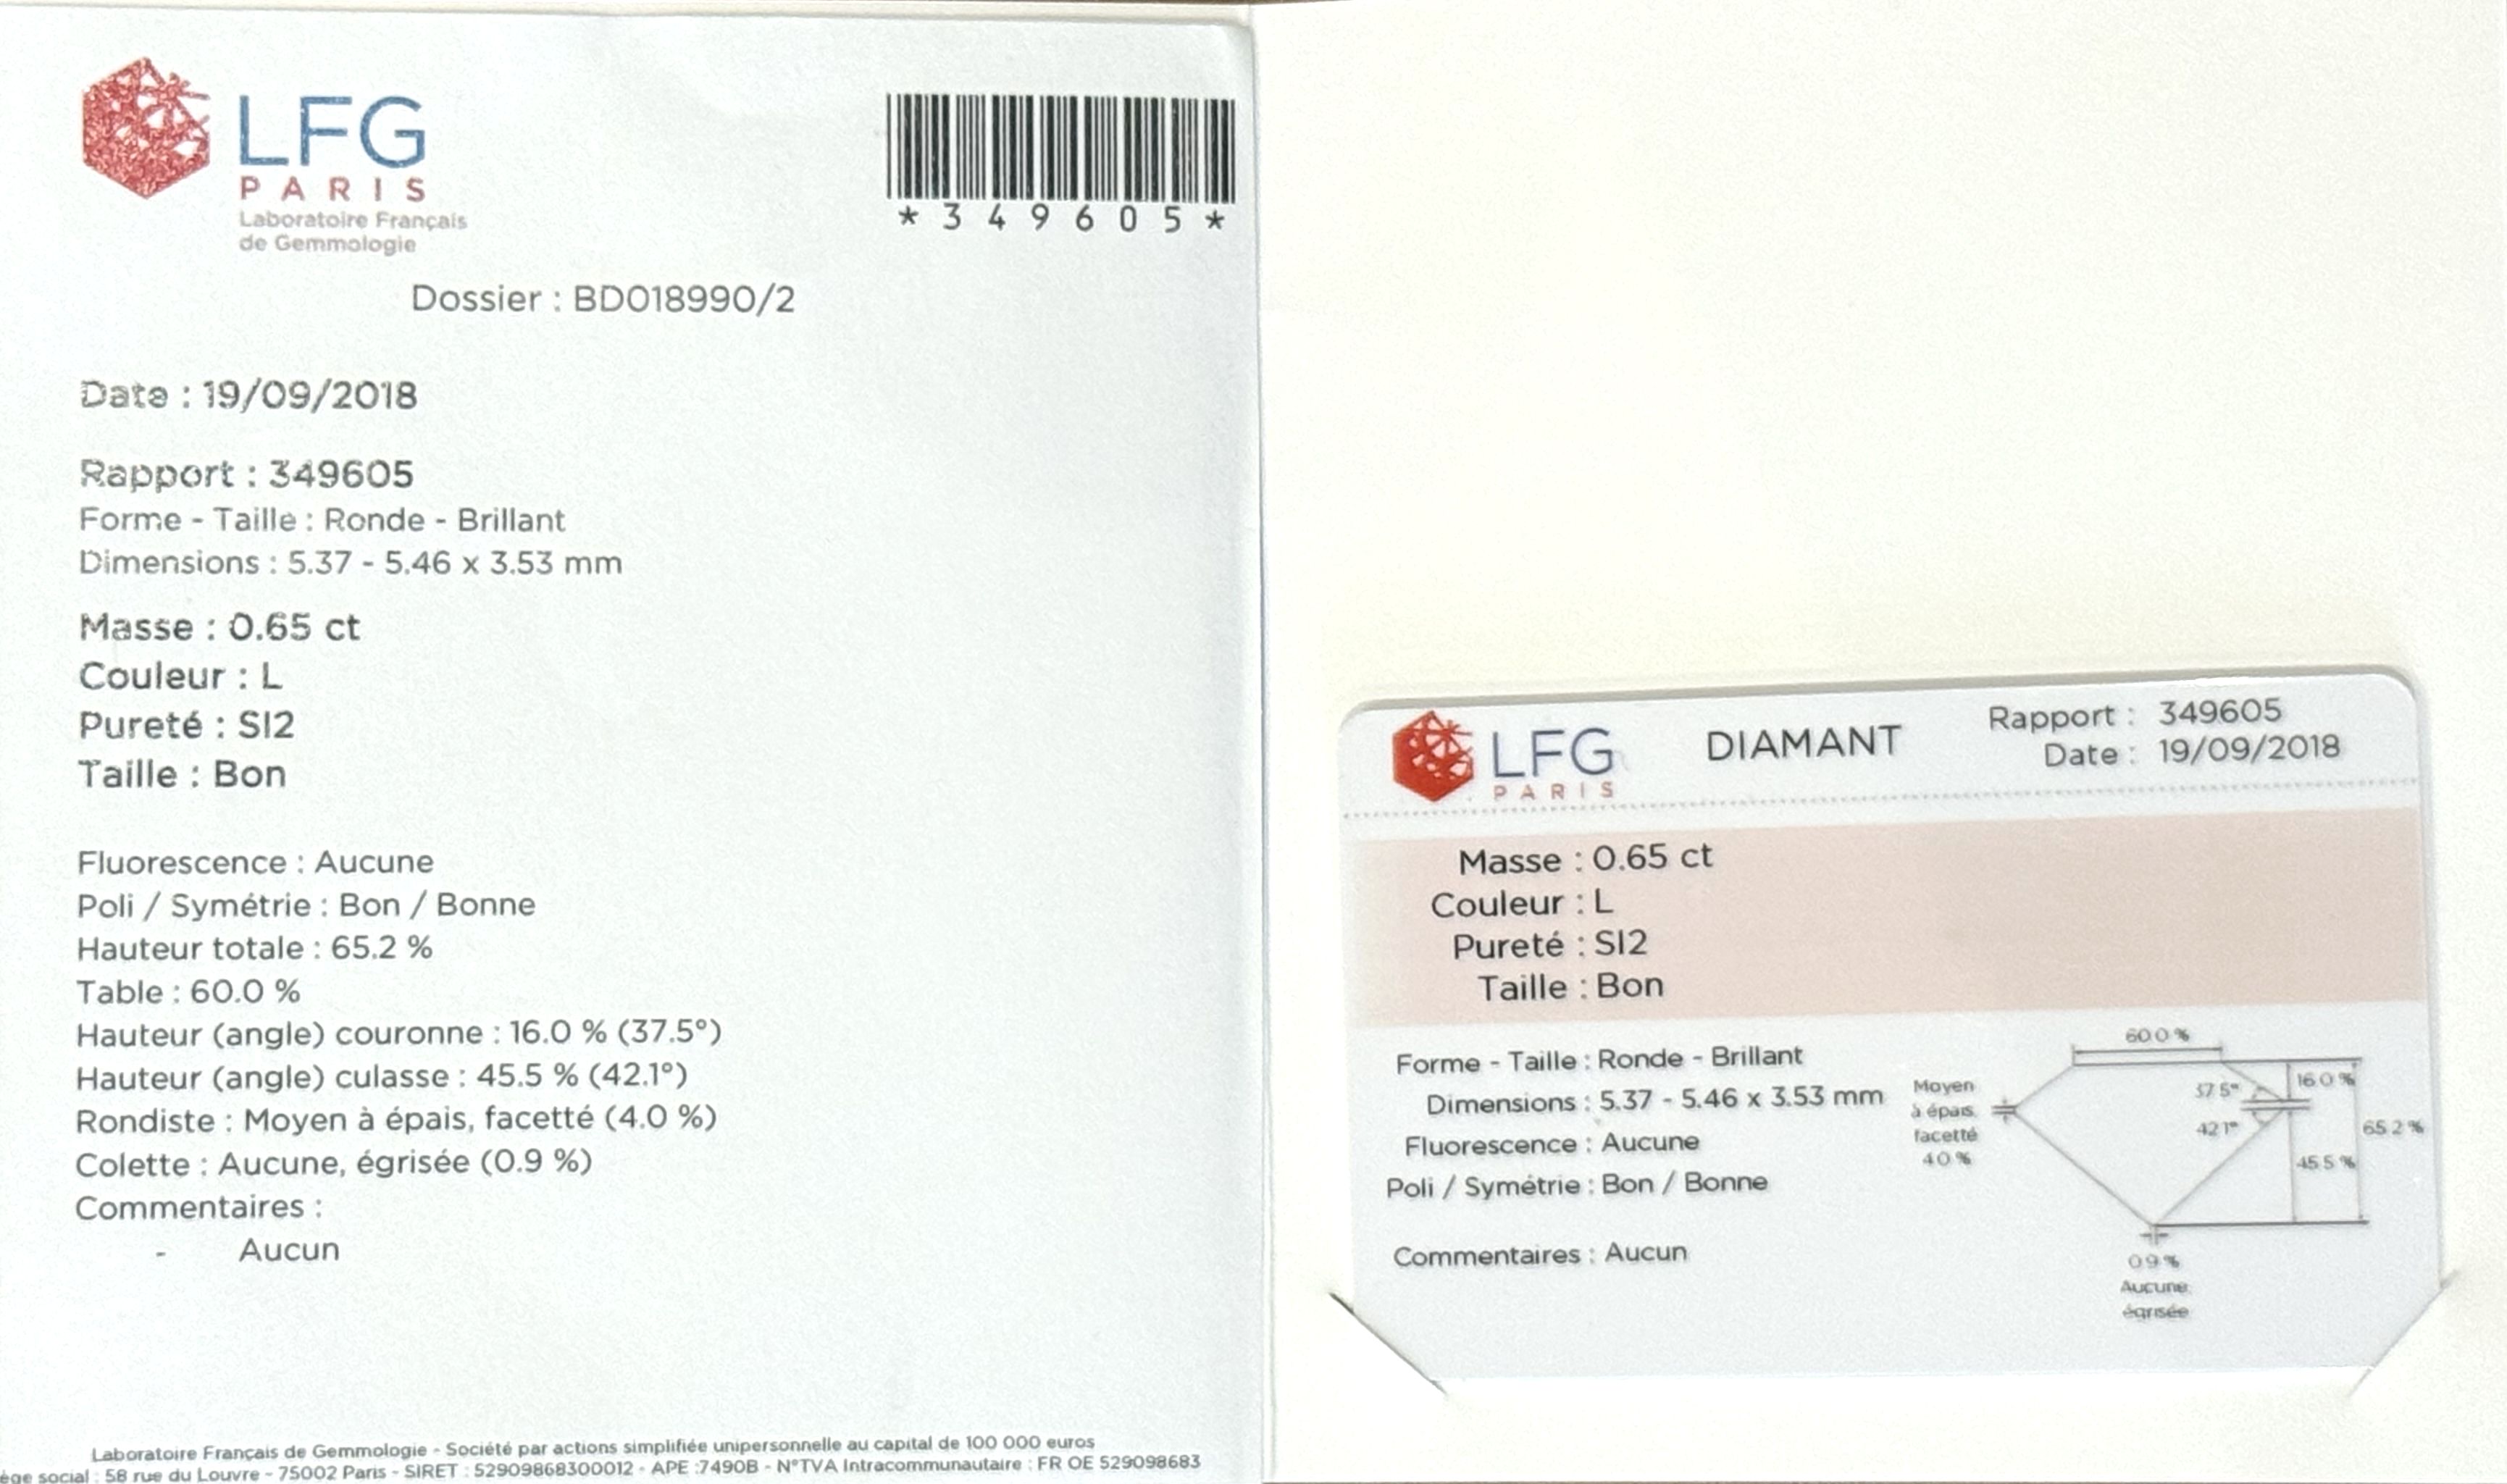 LFG
PARIS
Laboratoire Français
de Gemmologie
*349605*
Dossier : BD018990/2
Date : 19/09/2018
Rapport : 349605
Forme - Taille : Ronde - Brillant
Dimensions : 5.37 - 5.46 x 3.53 mm
Masse : 0.65 ct
Couleur : L
Pureté : SI2
Taille : Bon
Fluorescence : Aucune
Poli / Symétrie : Bon / Bonne
Hauteur totale : 65.2 %
Table : 60.0 %
Hauteur (angle) couronne : 16.0 % (37.5°)
Hauteur (angle) culasse : 45.5 % (42.1°)
Rondiste : Moyen à épais, facetté (4.0 %)
Colette : Aucune, égrisée (0.9 %)
Commentaires :
- Aucun
Laboratoire Français de Gemmologie - Société par actions simplifiée unipersonnelle au capital de 100 000 euros
ège social : 58 rue du Louvre - 75002 Paris - SIRET : 52909868300012 - APE :7490B - N°TVA Intracommunautaire : FR OE 529098683
LFG
PARIS
DIAMANT
Rapport : 349605
Date : 19/09/2018
Masse : 0.65 ct
Couleur : L
Pureté : SI2
Taille : Bon
Forme - Taille : Ronde - Brillant
Dimensions : 5.37 - 5.46 x 3.53 mm
Fluorescence : Aucune
Poli / Symétrie : Bon / Bonne
Commentaires : Aucun
60.0 %
Moyen
à épais,
facetté
4.0 %
37.5°
16.0 %
42.1°
65.2 %
45.5 %
0.9 %
Aucune,
égrisée